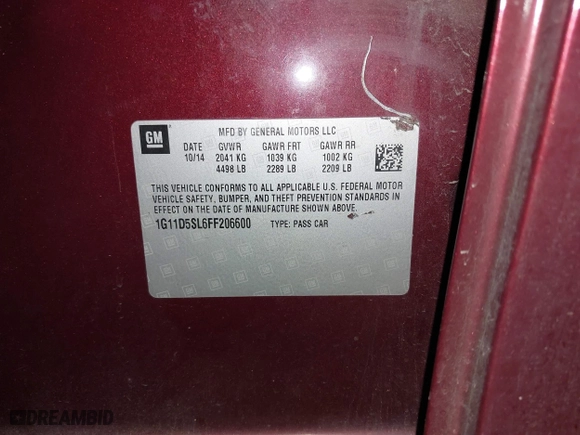 GM
MFD BY GENERAL MOTORS LLC
DATE GVWR GAWR FRT GAWR RR
10/14 2041 KG 1039 KG 1002 KG
4498 LB 2289 LB 2209 LB
THIS VEHICLE CONFORMS TO ALL APPLICABLE U.S. FEDERAL MOTOR
VEHICLE SAFETY, BUMPER, AND THEFT PREVENTION STANDARDS IN
EFFECT ON THE DATE OF MANUFACTURE SHOWN ABOVE.
1G11D5SL6FF206600 TYPE: PASS CAR
DREAMBID